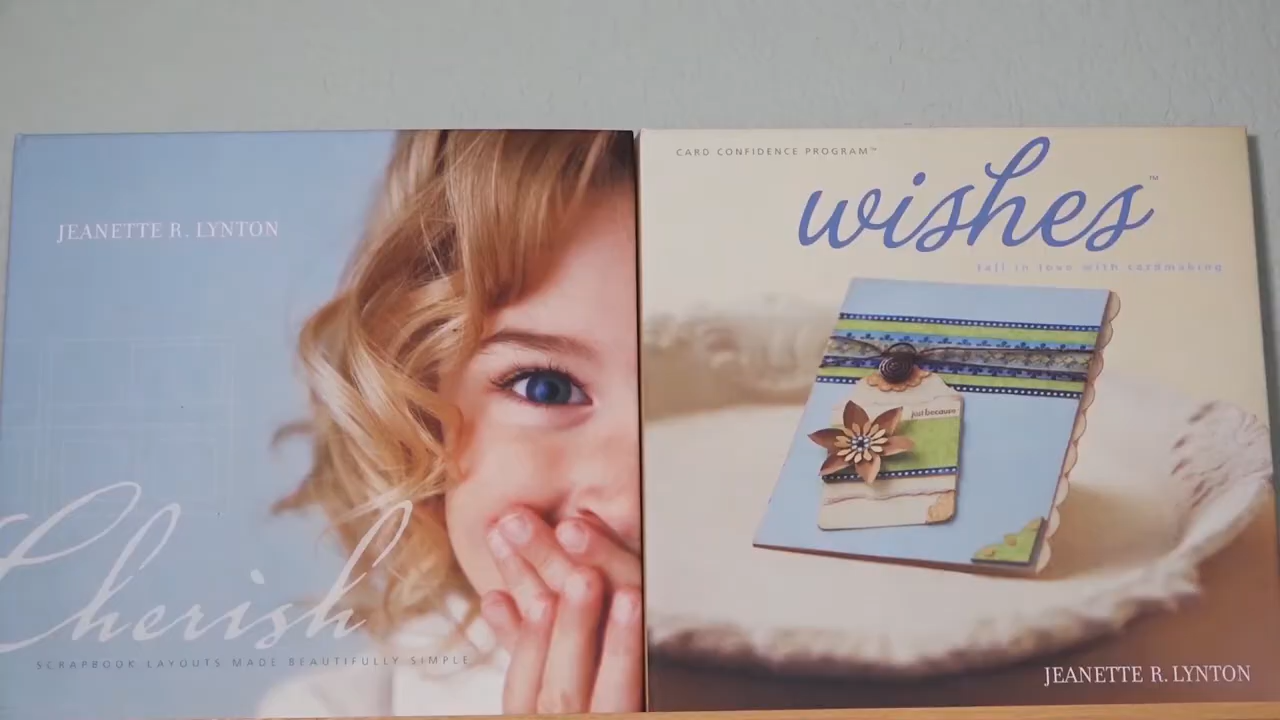 JEANETTE R. LYNTON
Cherish
SCRAPBOOK LAYOUTS MADE BEAUTIFULLY SIMPLE
CARD CONFIDENCE PROGRAM™
wishes™
fall in love with cardmaking
just because
JEANETTE R. LYNTON